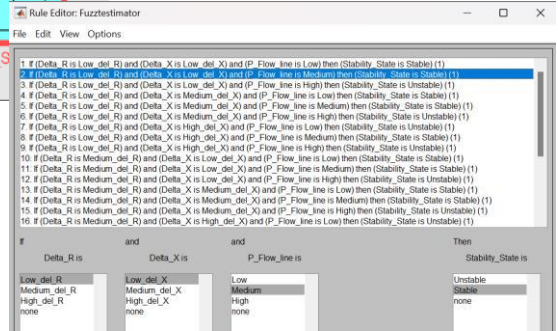 Rule Editor: Fuzztestimator
File Edit View Options
1. If (Delta_R is Low_del_R) and (Delta_X is Low_del_X) and (P_Flow_line is Low) then (Stability_State is Stable) (1)
2. If (Delta_R is Low_del_R) and (Delta_X is Low_del_X) and (P_Flow_line is Medium) then (Stability_State is Stable) (1)
3. If (Delta_R is Low_del_R) and (Delta_X is Low_del_X) and (P_Flow_line is High) then (Stability_State is Unstable) (1)
4. If (Delta_R is Low_del_R) and (Delta_X is Medium_del_X) and (P_Flow_line is Low) then (Stability_State is Stable) (1)
5. If (Delta_R is Low_del_R) and (Delta_X is Medium_del_X) and (P_Flow_line is Medium) then (Stability_State is Stable) (1)
6. If (Delta_R is Low_del_R) and (Delta_X is Medium_del_X) and (P_Flow_line is High) then (Stability_State is Unstable) (1)
7. If (Delta_R is Low_del_R) and (Delta_X is High_del_X) and (P_Flow_line is Low) then (Stability_State is Unstable) (1)
8. If (Delta_R is Low_del_R) and (Delta_X is High_del_X) and (P_Flow_line is Medium) then (Stability_State is Unstable) (1)
9. If (Delta_R is Low_del_R) and (Delta_X is High_del_X) and (P_Flow_line is High) then (Stability_State is Unstable) (1)
10. If (Delta_R is Medium_del_R) and (Delta_X is Low_del_X) and (P_Flow_line is Low) then (Stability_State is Stable) (1)
11. If (Delta_R is Medium_del_R) and (Delta_X is Low_del_X) and (P_Flow_line is Medium) then (Stability_State is Stable) (1)
12. If (Delta_R is Medium_del_R) and (Delta_X is Low_del_X) and (P_Flow_line is High) then (Stability_State is Unstable) (1)
13. If (Delta_R is Medium_del_R) and (Delta_X is Medium_del_X) and (P_Flow_line is Low) then (Stability_State is Stable) (1)
14. If (Delta_R is Medium_del_R) and (Delta_X is Medium_del_X) and (P_Flow_line is Medium) then (Stability_State is Stable) (1)
15. If (Delta_R is Medium_del_R) and (Delta_X is Medium_del_X) and (P_Flow_line is High) then (Stability_State is Unstable) (1)
16. If (Delta_R is Medium_del_R) and (Delta_X is High_del_X) and (P_Flow_line is Low) then (Stability_State is Unstable) (1)
If and and Then
Delta_R is Delta_X is P_Flow_line is Stability_State is
Low_del_R Low_del_X Low Unstable
Medium_del_R Medium_del_X Medium Stable
High_del_R High_del_X High none
none none none